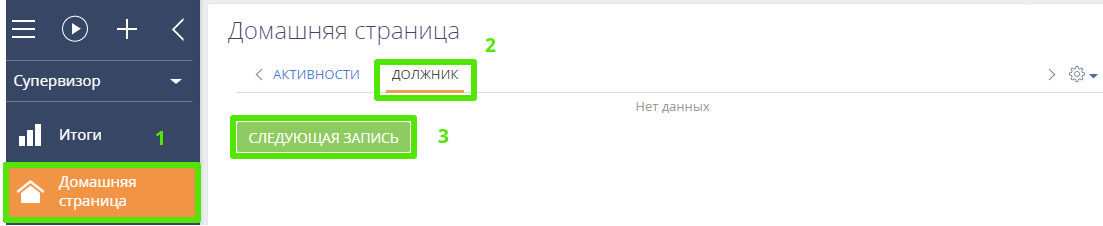 Домашняя страница
2
АКТИВНОСТИ ДОЛЖНИК
Нет данных
СЛЕДУЮЩАЯ ЗАПИСЬ 3
Супервизор
Итоги 1
Домашняя
страница